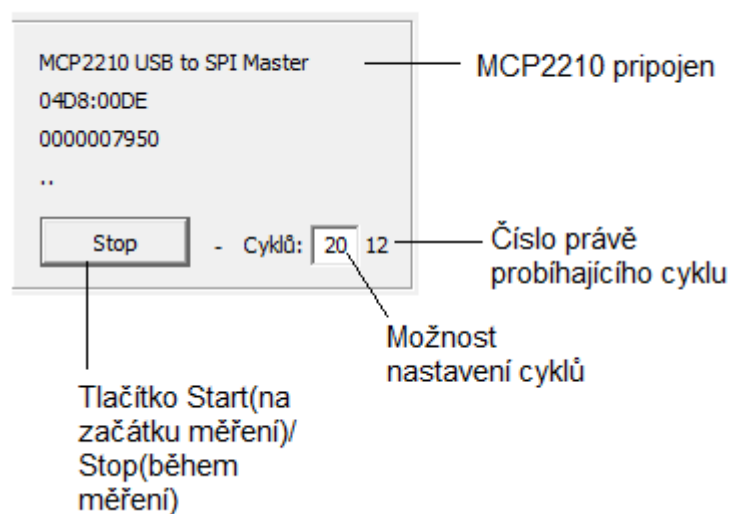 MCP2210 USB to SPI Master
MCP2210 pripojen
04D8:00DE
0000007950
..
Stop - Cyklů: 20 12
Číslo právě
probíhajícího cyklu
Možnost
nastavení cyklů
Tlačítko Start(na
začátku měření)/
Stop(během
měření)